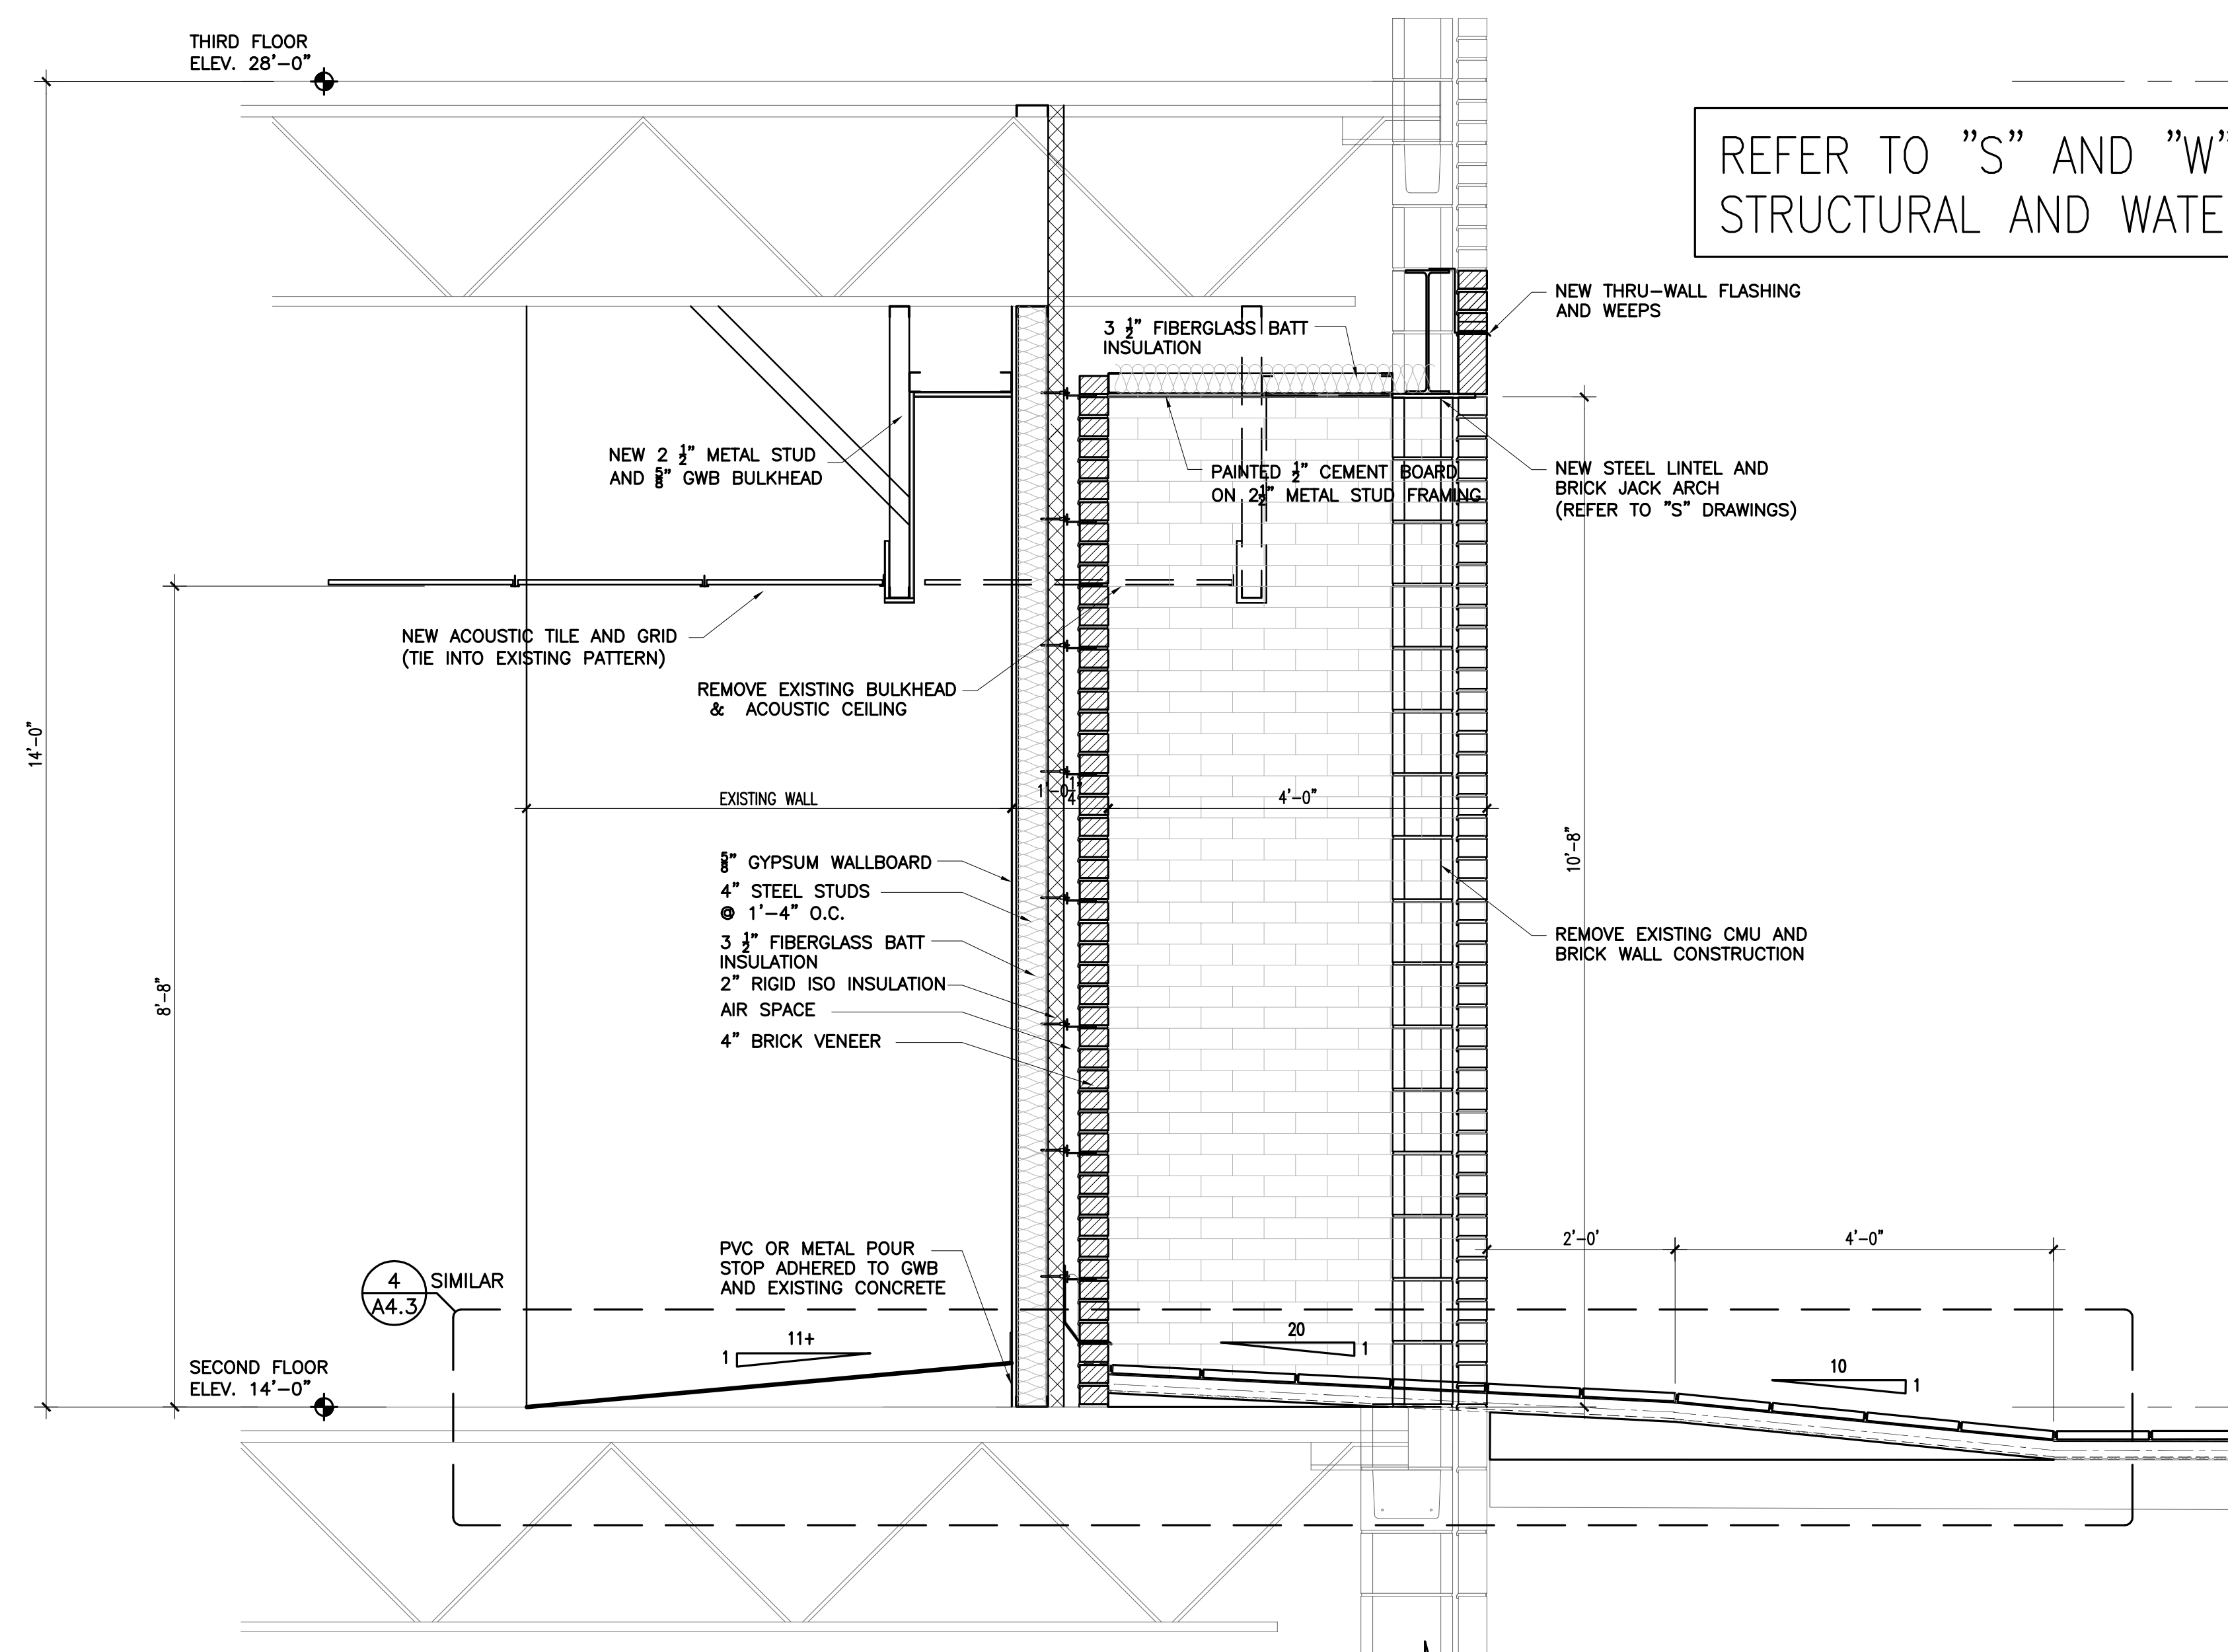 THIRD FLOOR
ELEV. 28'-0"
REFER TO "S" AND "W"
STRUCTURAL AND WATE
NEW THRU-WALL FLASHING
AND WEEPS
3 1/2" FIBERGLASS BATT
INSULATION
NEW 2 1/2" METAL STUD
AND 5/8" GWB BULKHEAD
PAINTED 1/2" CEMENT BOARD
ON 2 1/2" METAL STUD FRAMING
NEW STEEL LINTEL AND
BRICK JACK ARCH
(REFER TO "S" DRAWINGS)
NEW ACOUSTIC TILE AND GRID
(TIE INTO EXISTING PATTERN)
REMOVE EXISTING BULKHEAD
& ACOUSTIC CEILING
14'-0"
EXISTING WALL
1'-0 1/4"
4'-0"
10'-8"
5/8" GYPSUM WALLBOARD
4" STEEL STUDS
@ 1'-4" O.C.
3 1/2" FIBERGLASS BATT
INSULATION
2" RIGID ISO INSULATION
AIR SPACE
4" BRICK VENEER
REMOVE EXISTING CMU AND
BRICK WALL CONSTRUCTION
8'-8"
PVC OR METAL POUR
STOP ADHERED TO GWB
AND EXISTING CONCRETE
2'-0'
4'-0"
4
A4.3
SIMILAR
11+
1
20
1
10
1
SECOND FLOOR
ELEV. 14'-0"